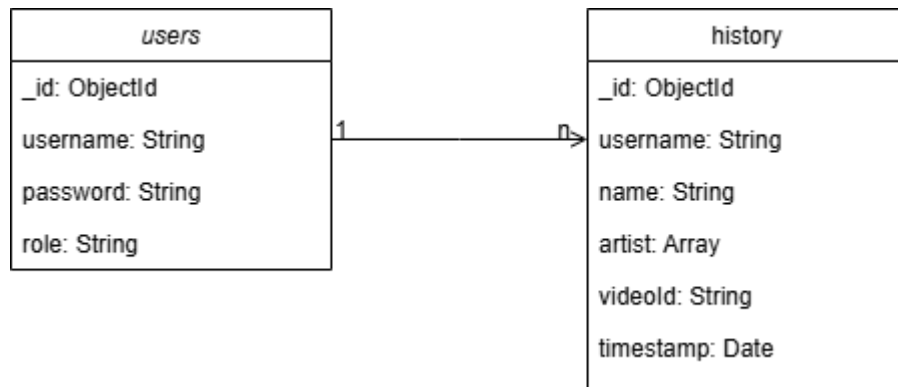 users
_id: ObjectId
username: String
password: String
role: String
1
n
history
_id: ObjectId
username: String
name: String
artist: Array
videoId: String
timestamp: Date